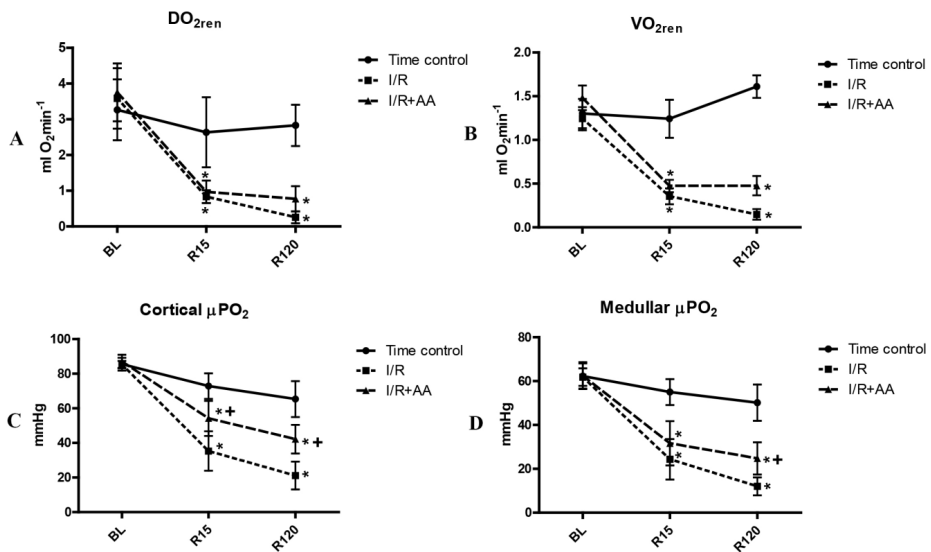 DO2ren
5
4
3
2
1
0
ml O2min-1
A
BL
R15
R120
* * * *
Time control
I/R
I/R+AA
VO2ren
2.0
1.5
1.0
0.5
0.0
ml O2min-1
B
BL
R15
R120
* * * *
Time control
I/R
I/R+AA
Cortical μPO2
100
80
60
40
20
0
mmHg
C
BL
R15
R120
*+
*
*+
*
Time control
I/R
I/R+AA
Medullar μPO2
80
60
40
20
0
mmHg
D
BL
R15
R120
*
*
*+
*
Time control
I/R
I/R+AA